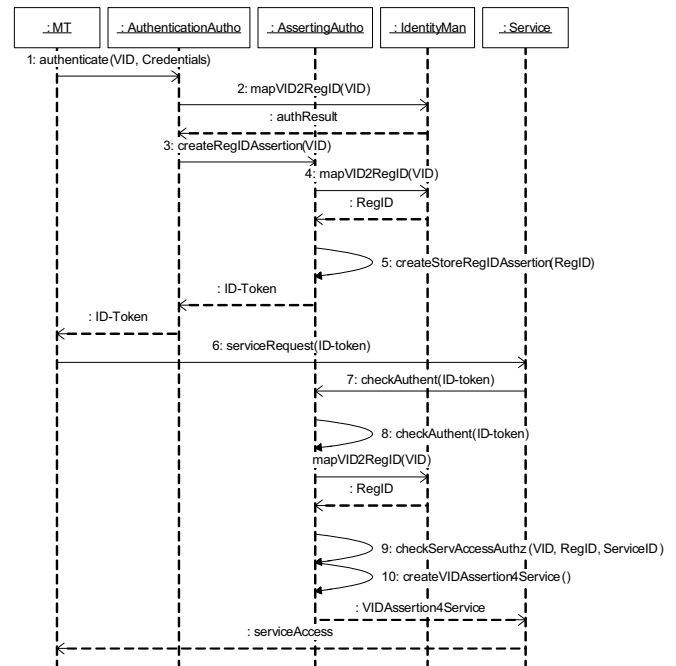 : MT
: AuthenticationAutho
: AssertingAutho
: IdentityMan
: Service
1: authenticate(VID, Credentials)
2: mapVID2RegID(VID)
: authResult
3: createRegIDAssertion(VID)
4: mapVID2RegID(VID)
: RegID
5: createStoreRegIDAssertion(RegID)
: ID-Token
: ID-Token
6: serviceRequest(ID-token)
7: checkAuthent(ID-token)
8: checkAuthent(ID-token)
mapVID2RegID(VID)
: RegID
9: checkServAccessAuthz (VID, RegID, ServiceID)
10: createVIDAssertion4Service()
: VIDAssertion4Service
: serviceAccess